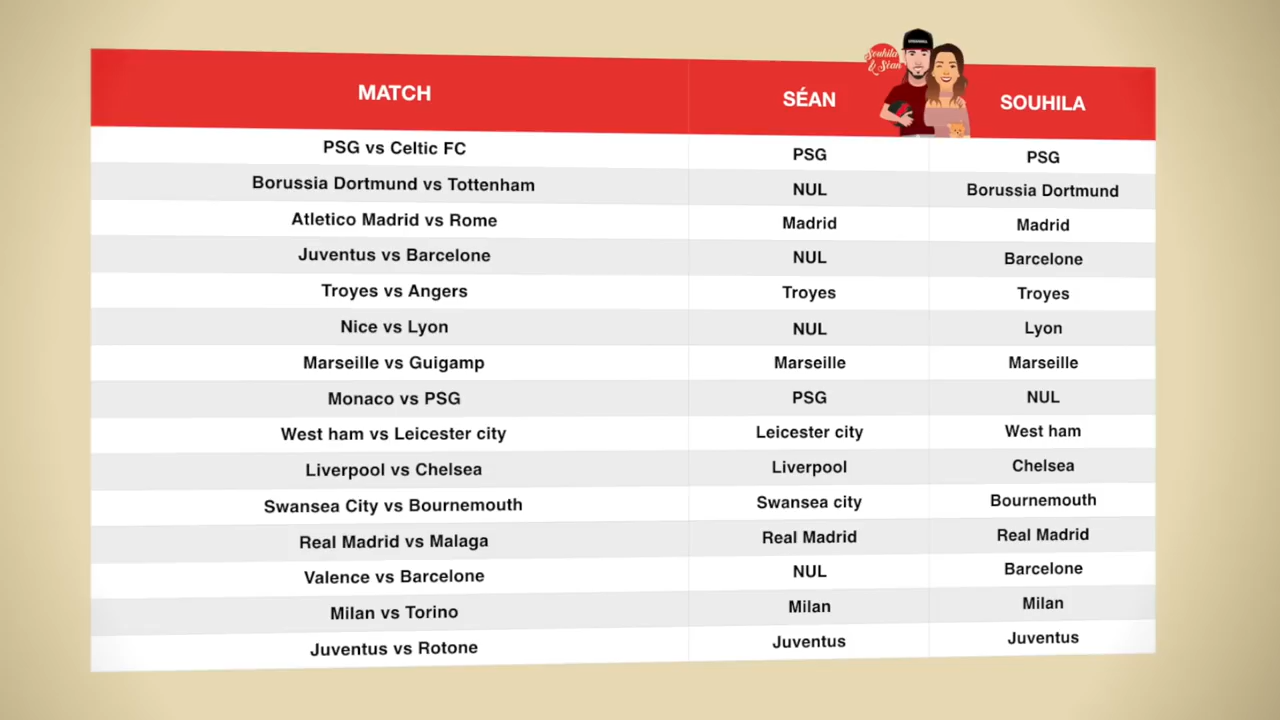 Souhila
& Séan
MATCH SÉAN SOUHILA
PSG vs Celtic FC PSG PSG
Borussia Dortmund vs Tottenham NUL Borussia Dortmund
Atletico Madrid vs Rome Madrid Madrid
Juventus vs Barcelone NUL Barcelone
Troyes vs Angers Troyes Troyes
Nice vs Lyon NUL Lyon
Marseille vs Guigamp Marseille Marseille
Monaco vs PSG PSG NUL
West ham vs Leicester city Leicester city West ham
Liverpool vs Chelsea Liverpool Chelsea
Swansea City vs Bournemouth Swansea city Bournemouth
Real Madrid vs Malaga Real Madrid Real Madrid
Valence vs Barcelone NUL Barcelone
Milan vs Torino Milan Milan
Juventus vs Rotone Juventus Juventus